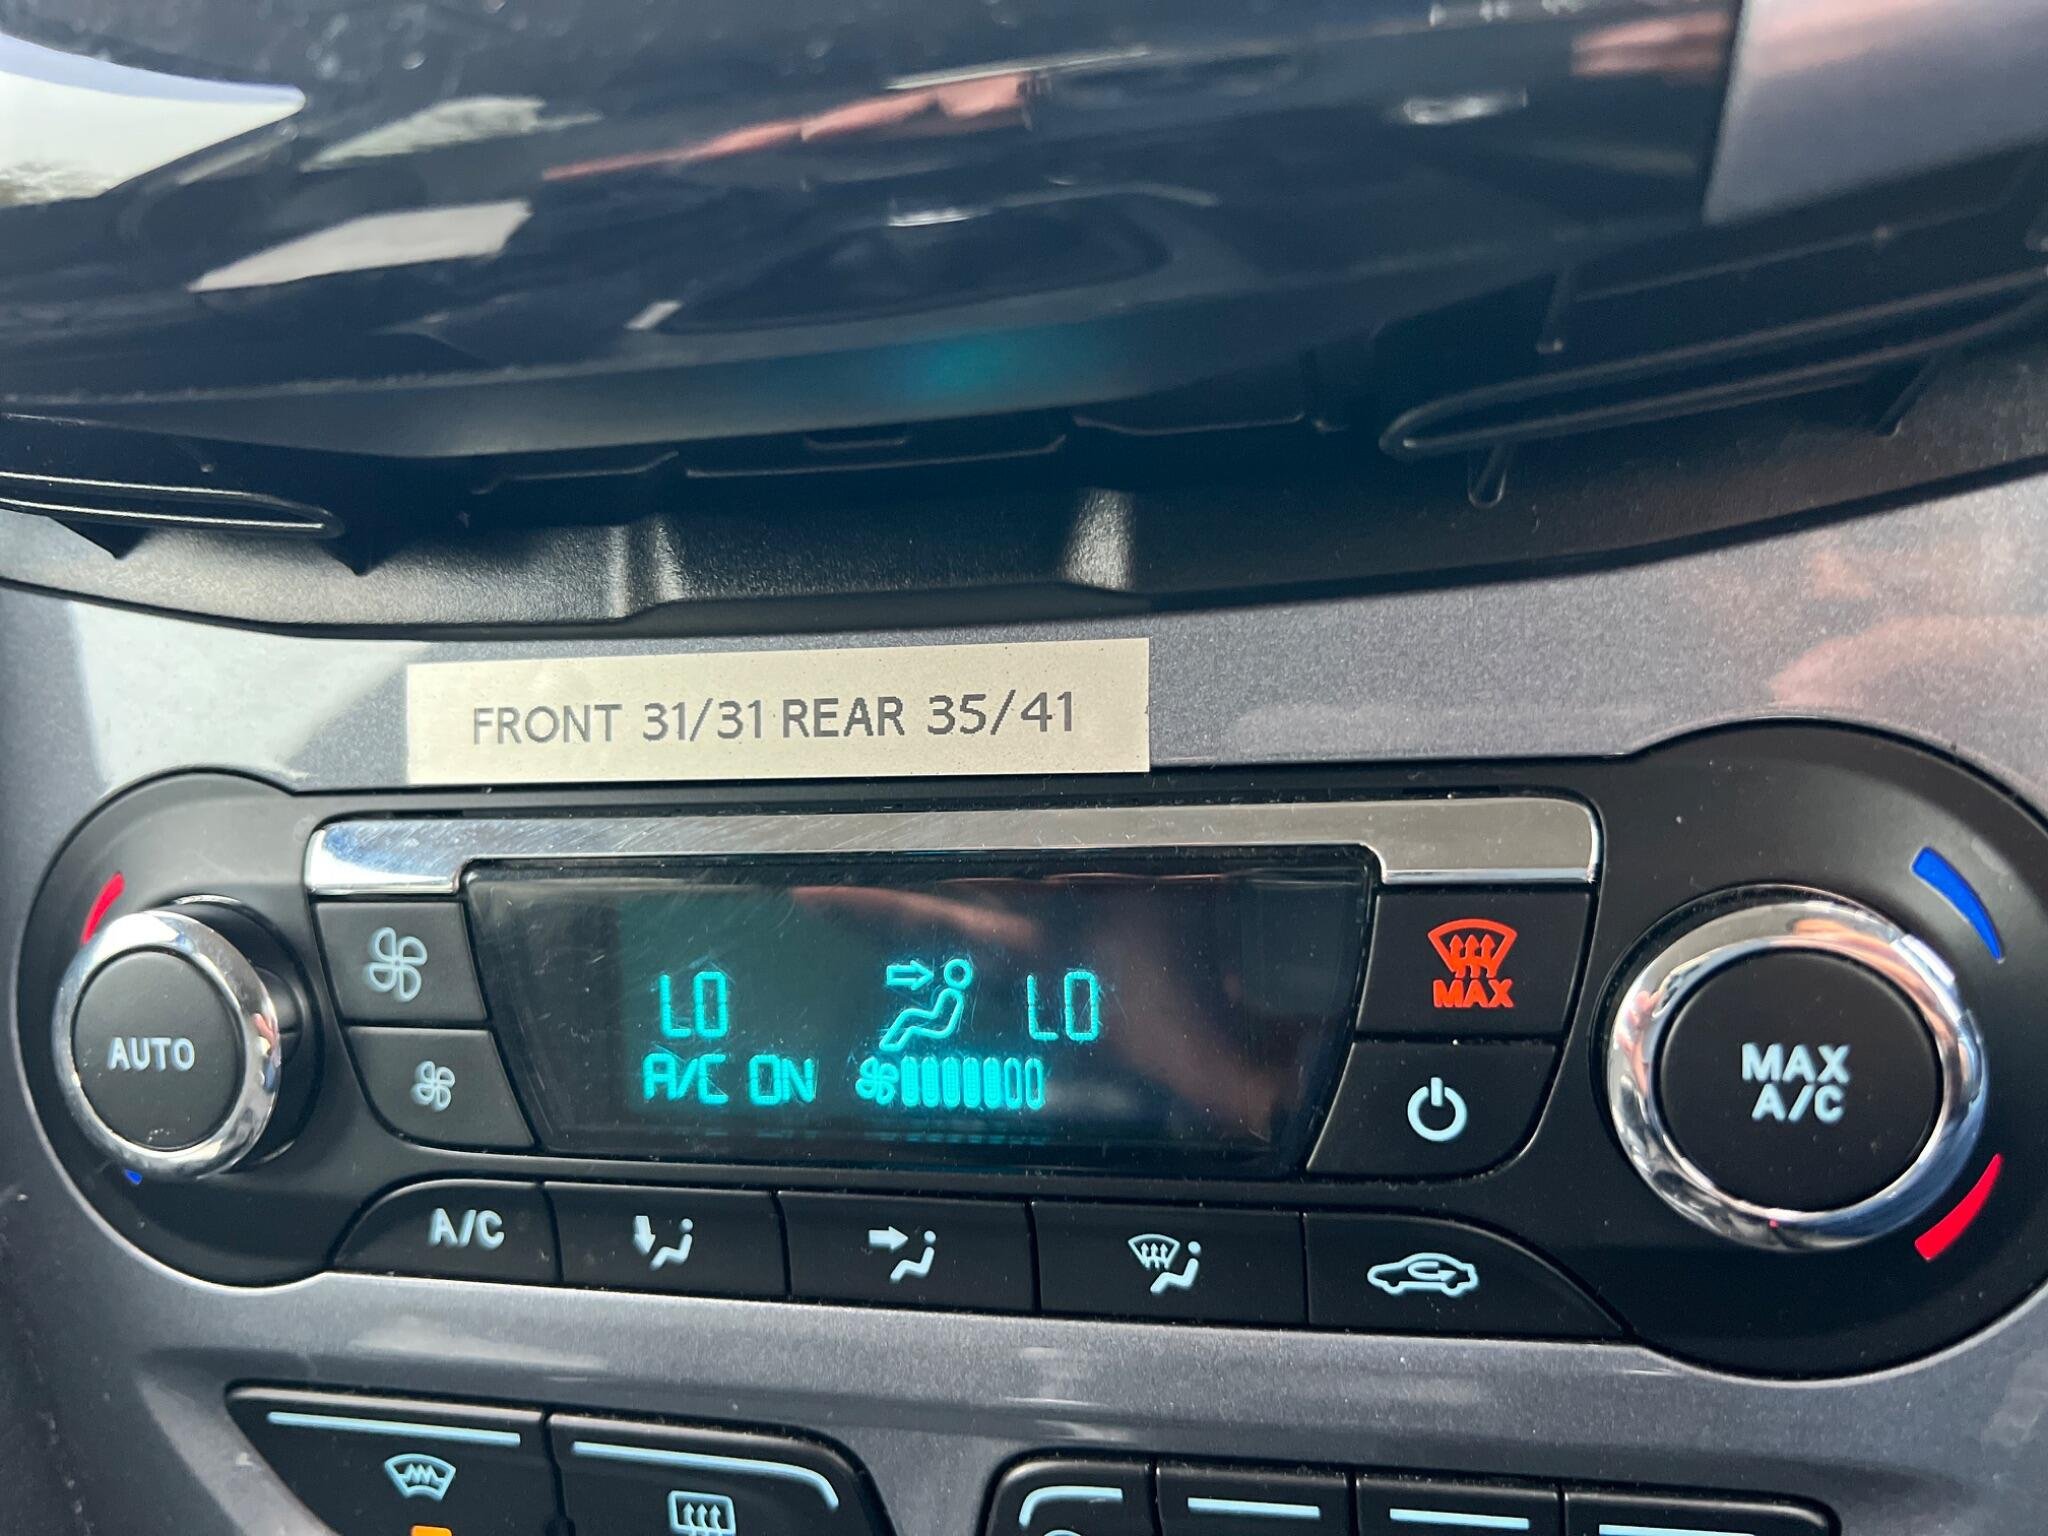 FRONT 31/31 REAR 35/41
LO LO
A/C ON
MAX
AUTO
MAX
A/C
A/C